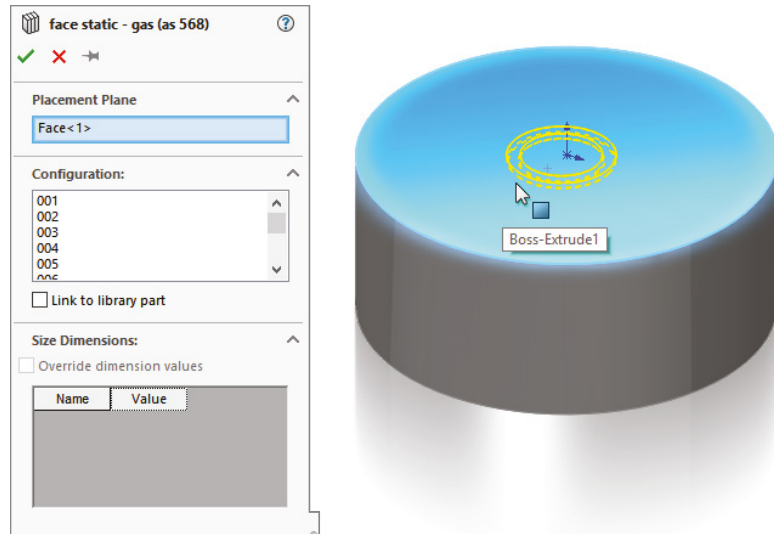 face static - gas (as 568)
?
Placement Plane
Face<1>
Configuration:
001
002
003
004
005
006
Link to library part
Size Dimensions:
Override dimension values
Name Value
Boss-Extrude1